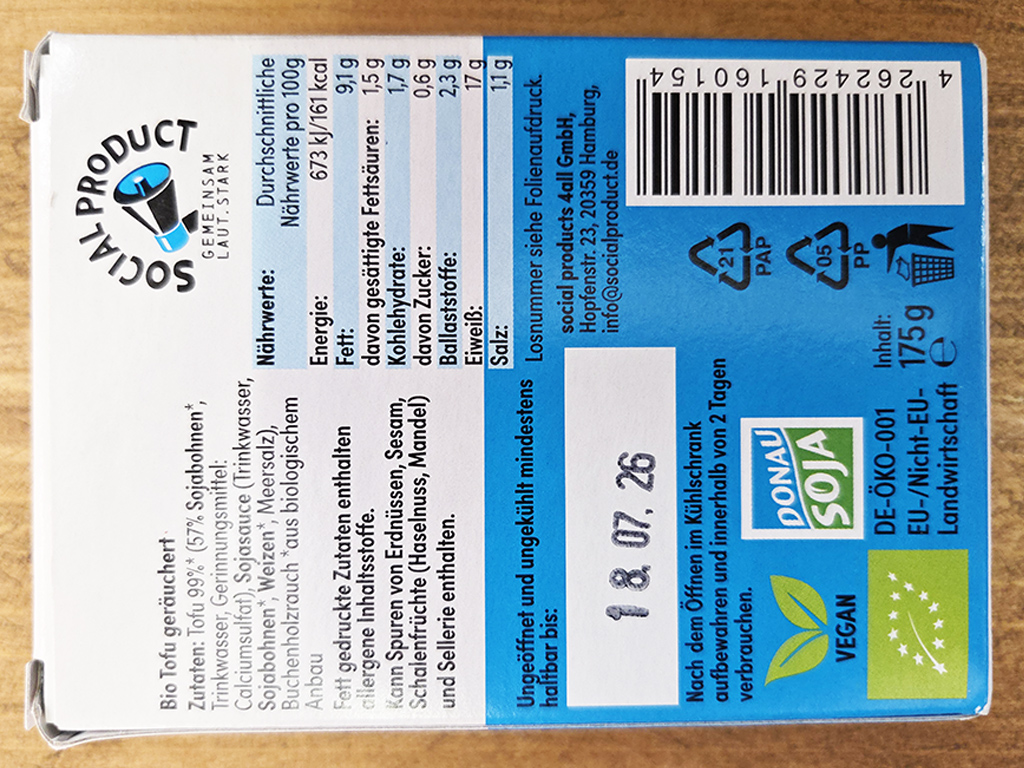 SOCIAL PRODUCT
GEMEINSAM
LAUT.STARK
Bio Tofu geräuchert
Zutaten: Tofu 99%* (57% Sojabohnen*,
Trinkwasser, Gerinnungsmittel:
Calciumsulfat), Sojasauce (Trinkwasser,
Sojabohnen*, Weizen*, Meersalz),
Buchenholzrauch *aus biologischem
Anbau
Fett gedruckte Zutaten enthalten
allergene Inhaltsstoffe.
Kann Spuren von Erdnüssen, Sesam,
Schalenfrüchte (Haselnuss, Mandel)
und Sellerie enthalten.
Nährwerte: Durchschnittliche
Nährwerte pro 100g
Energie: 673 kJ/161 kcal
Fett: 9,1 g
davon gesättigte Fettsäuren: 1,5 g
Kohlehydrate: 1,7 g
davon Zucker: 0,6 g
Ballaststoffe: 2,3 g
Eiweiß: 17 g
Salz: 1,1 g
Ungeöffnet und ungekühlt mindestens
haltbar bis:
18. 07. 26
Nach dem Öffnen im Kühlschrank
aufbewahren und innerhalb von 2 Tagen
verbrauchen.
Losnummer siehe Folienaufdruck.
social products 4all GmbH,
Hopfenstr. 23, 20359 Hamburg,
info@socialproduct.de
VEGAN
DONAU
SOJA
DE-ÖKO-001
EU-/Nicht-EU-
Landwirtschaft
Inhalt:
175 g
e
21
PAP
05
PP
4 262429 160154